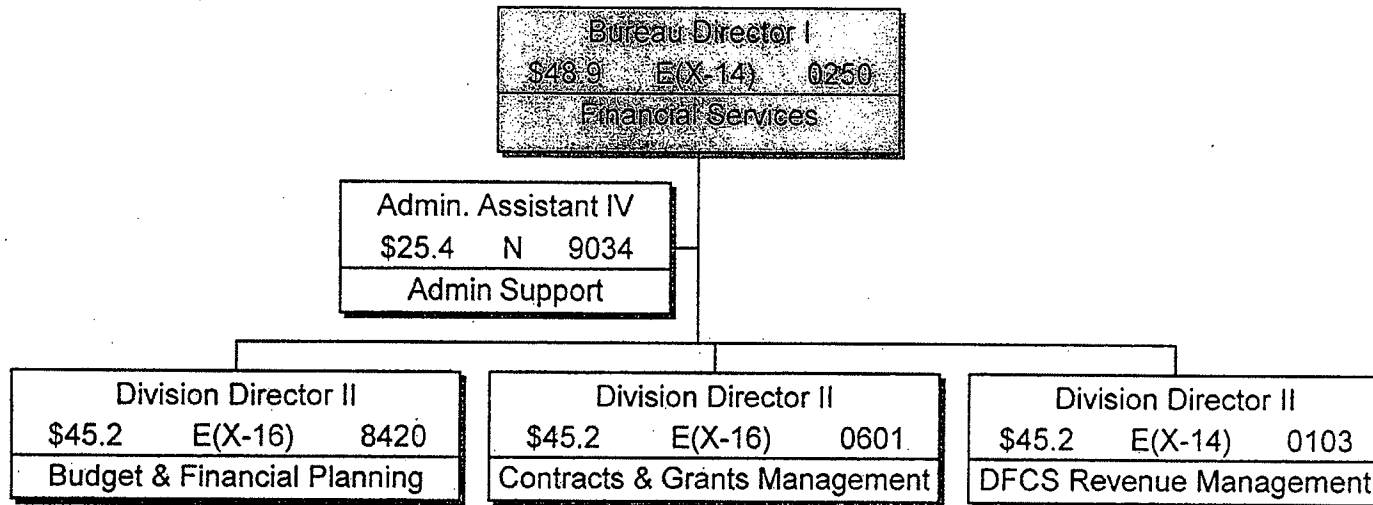 Bureau Director I
$48.9 E(X-14) 0250
Financial Services
Admin. Assistant IV
$25.4 N 9034
Admin Support
Division Director II
$45.2 E(X-16) 8420
Budget & Financial Planning
Division Director II
$45.2 E(X-16) 0601
Contracts & Grants Management
Division Director II
$45.2 E(X-14) 0103
DFCS Revenue Management